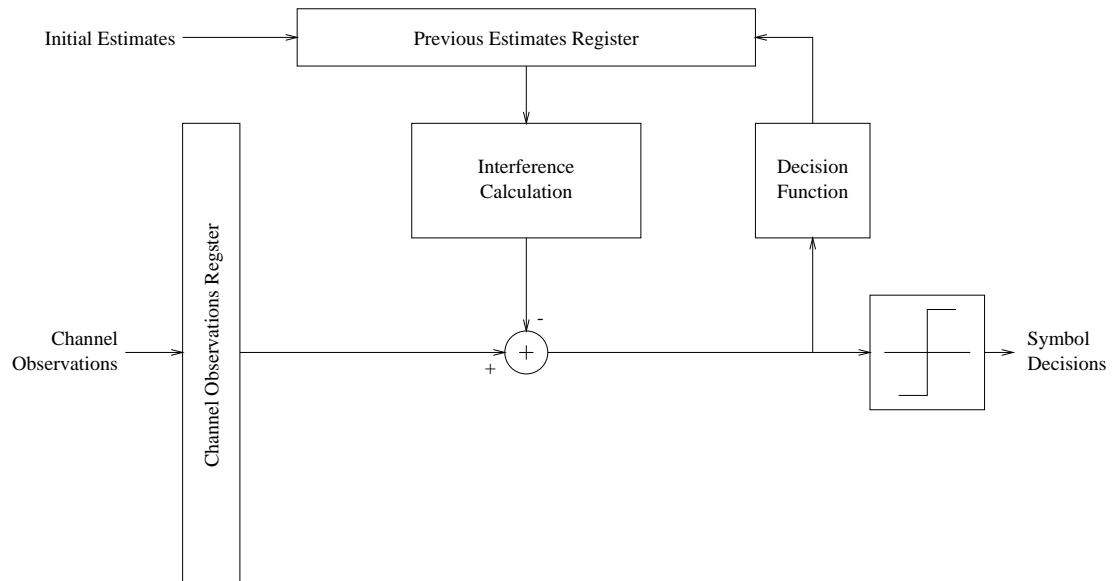 Initial Estimates
Previous Estimates Register
Interference
Calculation
Decision
Function
Channel Observations Regster
Channel
Observations
-
+
+
Symbol
Decisions